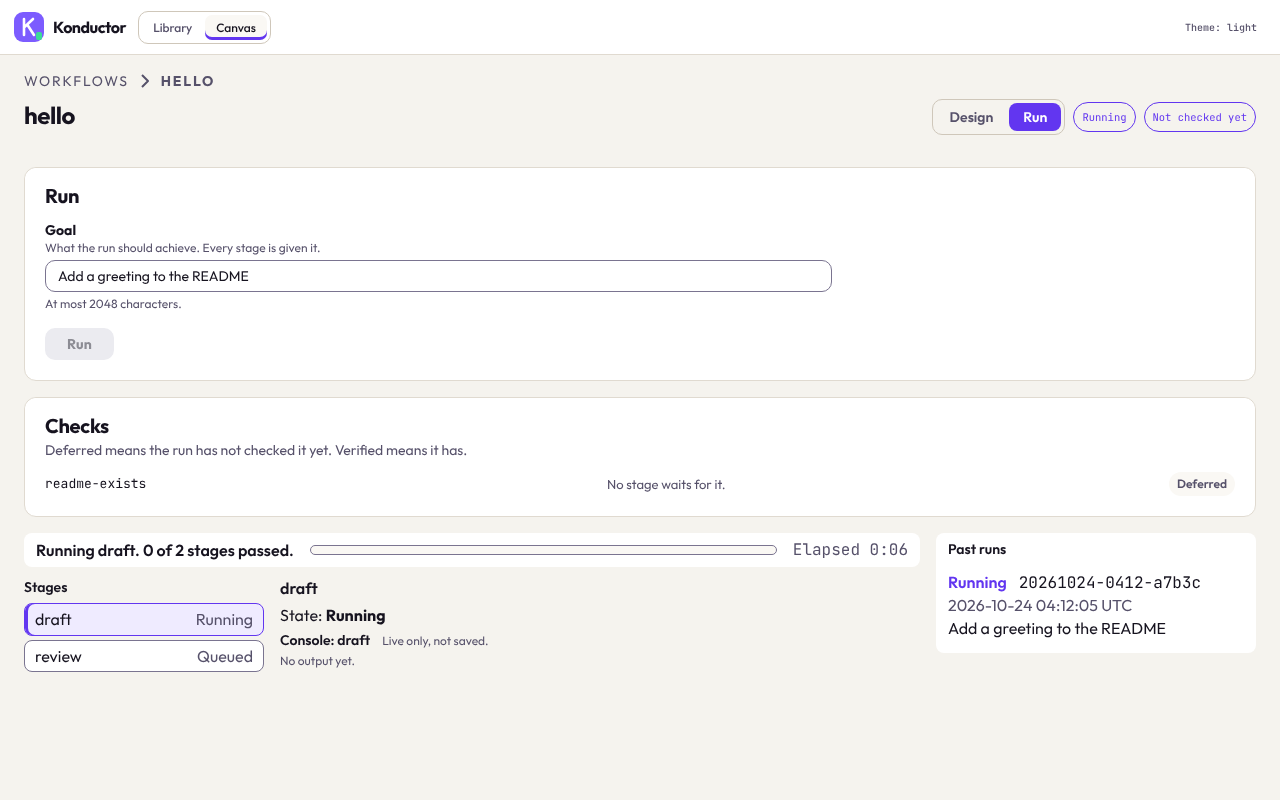 Konductor
Library
Canvas
Theme: light
WORKFLOWS > HELLO
hello
Design
Run
Running
Not checked yet
Run
Goal
What the run should achieve. Every stage is given it.
Add a greeting to the README
At most 2048 characters.
Run
Checks
Deferred means the run has not checked it yet. Verified means it has.
readme-exists
No stage waits for it.
Deferred
Running draft. 0 of 2 stages passed.
Elapsed 0:06
Stages
draft Running
review Queued
draft
State: Running
Console: draft Live only, not saved.
No output yet.
Past runs
Running 20261024-0412-a7b3c
2026-10-24 04:12:05 UTC
Add a greeting to the README